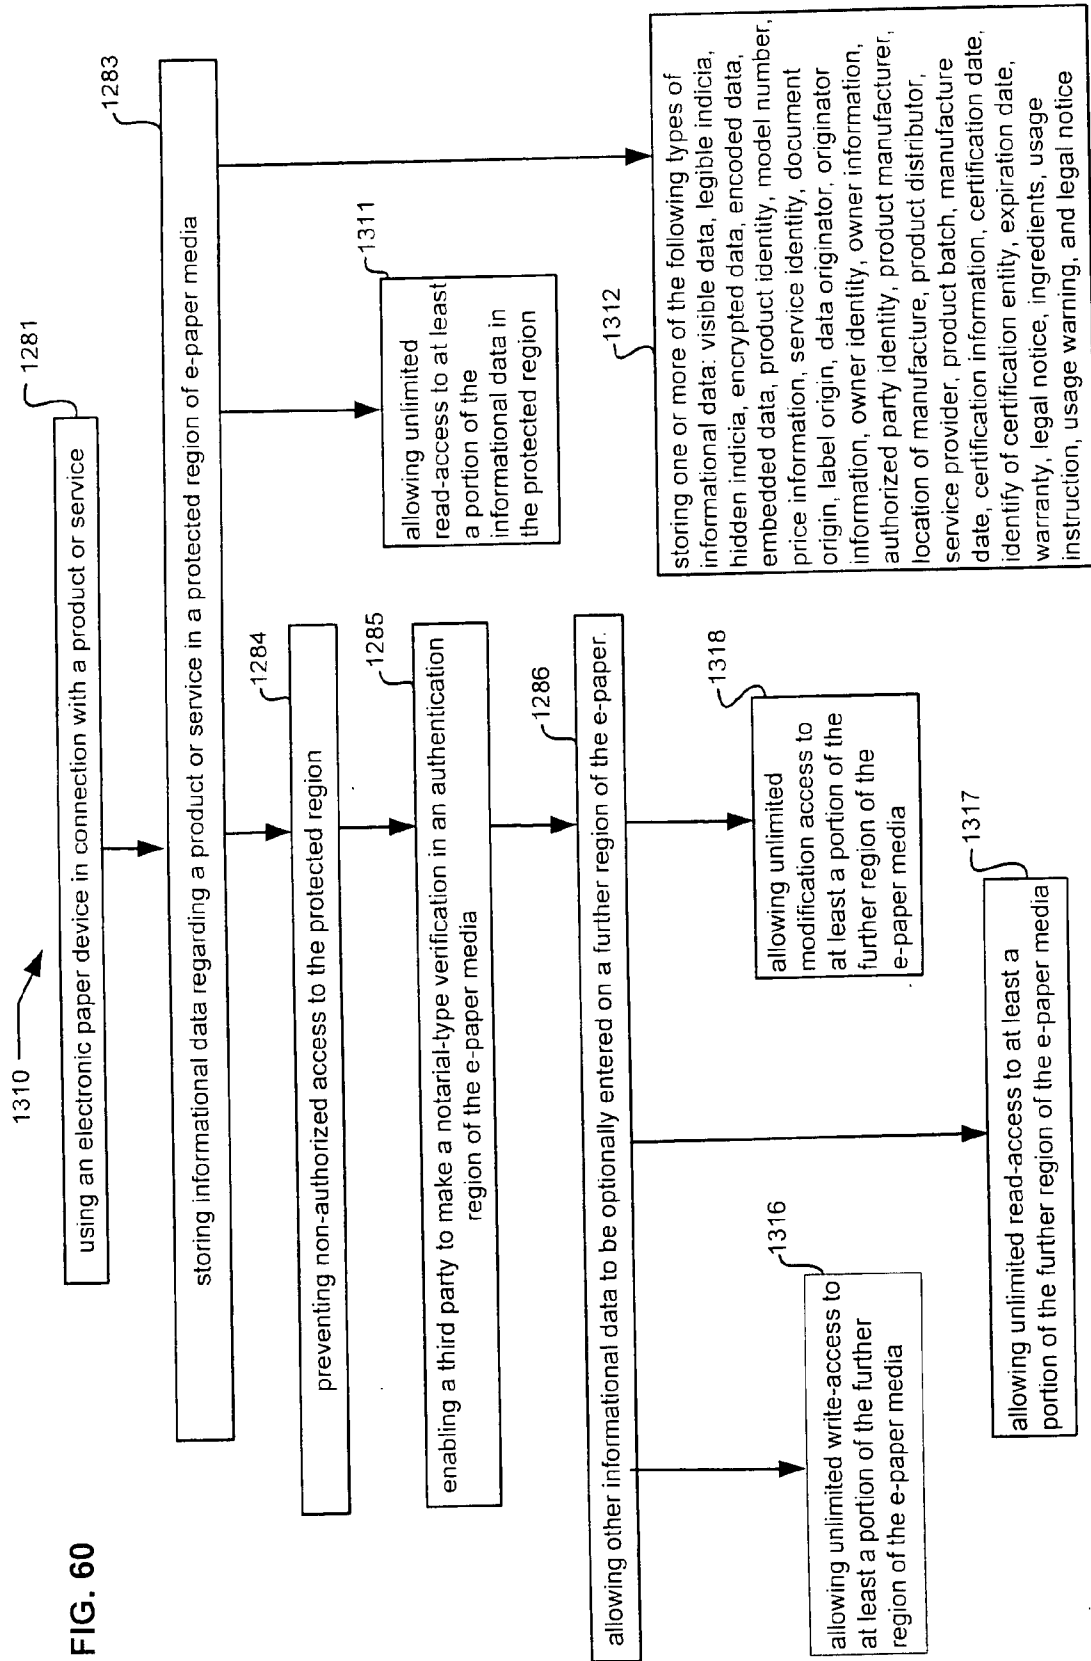 FIG. 60
1310
using an electronic paper device in connection with a product or service
1281
storing informational data regarding a product or service in a protected region of e-paper media
1283
preventing non-authorized access to the protected region
1284
allowing unlimited
read-access to at least
a portion of the
informational data in
the protected region
1311
enabling a third party to make a notarial-type verification in an authentication
region of the e-paper media
1285
allowing other informational data to be optionally entered on a further region of the e-paper.
1286
storing one or more of the following types of
informational data: visible data, legible indicia,
hidden indicia, encrypted data, encoded data,
embedded data, product identity, model number,
price information, service identity, document
origin, label origin, data originator, originator
information, owner identity, owner information,
authorized party identity, product manufacturer,
location of manufacture, product distributor,
service provider, product batch, manufacture
date, certification information, certification date,
identify of certification entity, expiration date,
warranty, legal notice, ingredients, usage
instruction, usage warning, and legal notice
1312
allowing unlimited write-access to
at least a portion of the further
region of the e-paper media
1316
allowing unlimited
modification access to
at least a portion of the
further region of the
e-paper media
1318
allowing unlimited read-access to at least a
portion of the further region of the e-paper media
1317